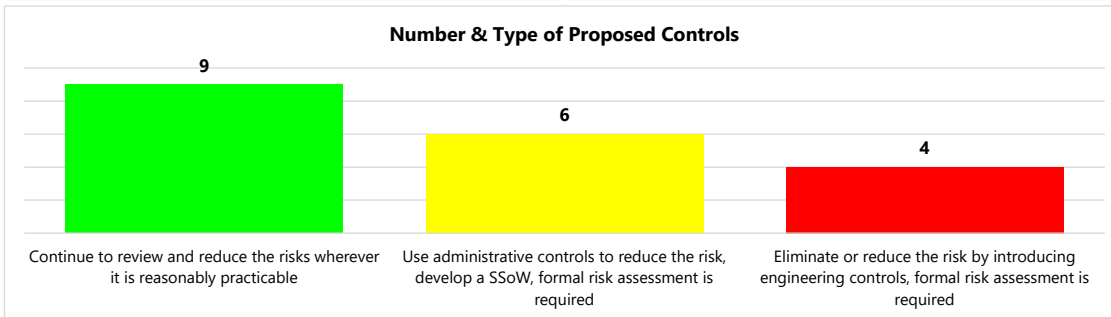 Number & Type of Proposed Controls
9
6
4
Continue to review and reduce the risks wherever
it is reasonably practicable
Use administrative controls to reduce the risk,
develop a SSoW, formal risk assessment is
required
Eliminate or reduce the risk by introducing
engineering controls, formal risk assessment is
required